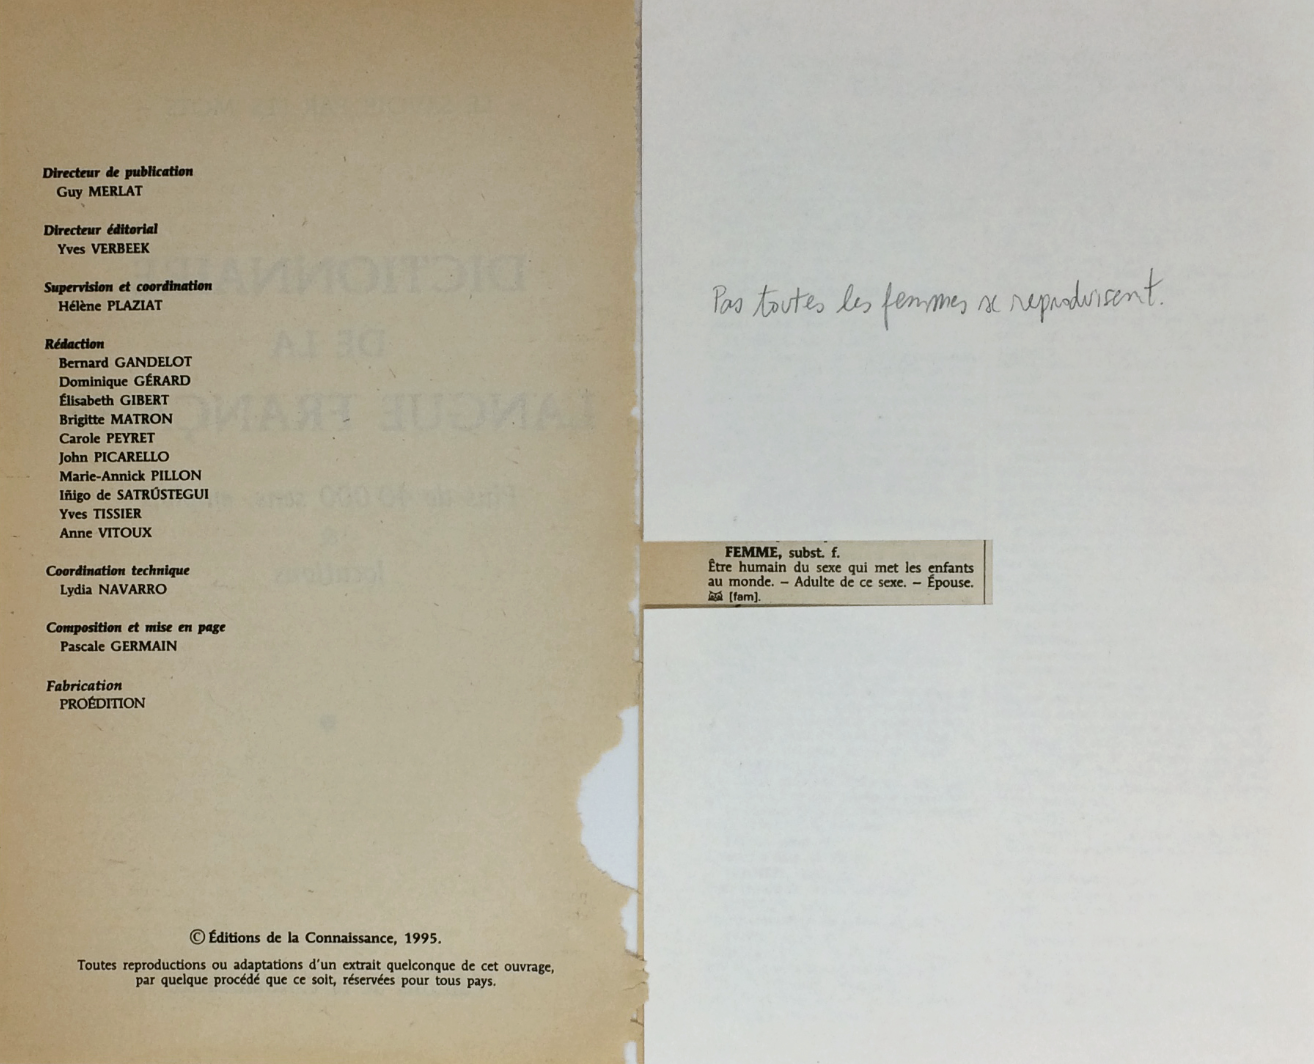 Directeur de publication
Guy MERLAT
Directeur éditorial
Yves VERBEEK
Supervision et coordination
Hélène PLAZIAT
Rédaction
Bernard GANDELOT
Dominique GÉRARD
Élisabeth GIBERT
Brigitte MATRON
Carole PEYRET
John PICARELLO
Marie-Annick PILLON
Iñigo de SATRÚSTEGUI
Yves TISSIER
Anne VITOUX
Coordination technique
Lydia NAVARRO
Composition et mise en page
Pascale GERMAIN
Fabrication
PROÉDITION
© Éditions de la Connaissance, 1995.
Toutes reproductions ou adaptations d'un extrait quelconque de cet ouvrage,
par quelque procédé que ce soit, réservées pour tous pays.
Pas toutes les femmes se reproduisent.
FEMME, subst. f.
Être humain du sexe qui met les enfants
au monde. – Adulte de ce sexe. – Épouse.
[fam].